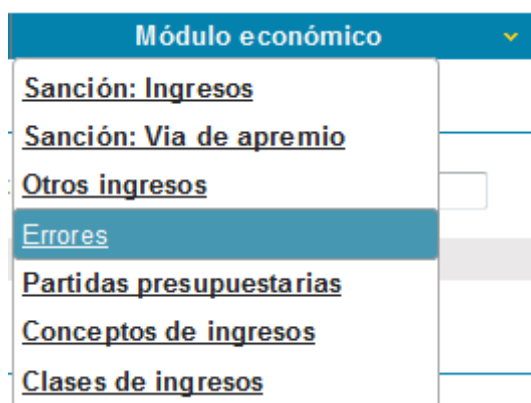 Módulo económico
Sanción: Ingresos
Sanción: Via de apremio
Otros ingresos
Errores
Partidas presupuestarias
Conceptos de ingresos
Clases de ingresos